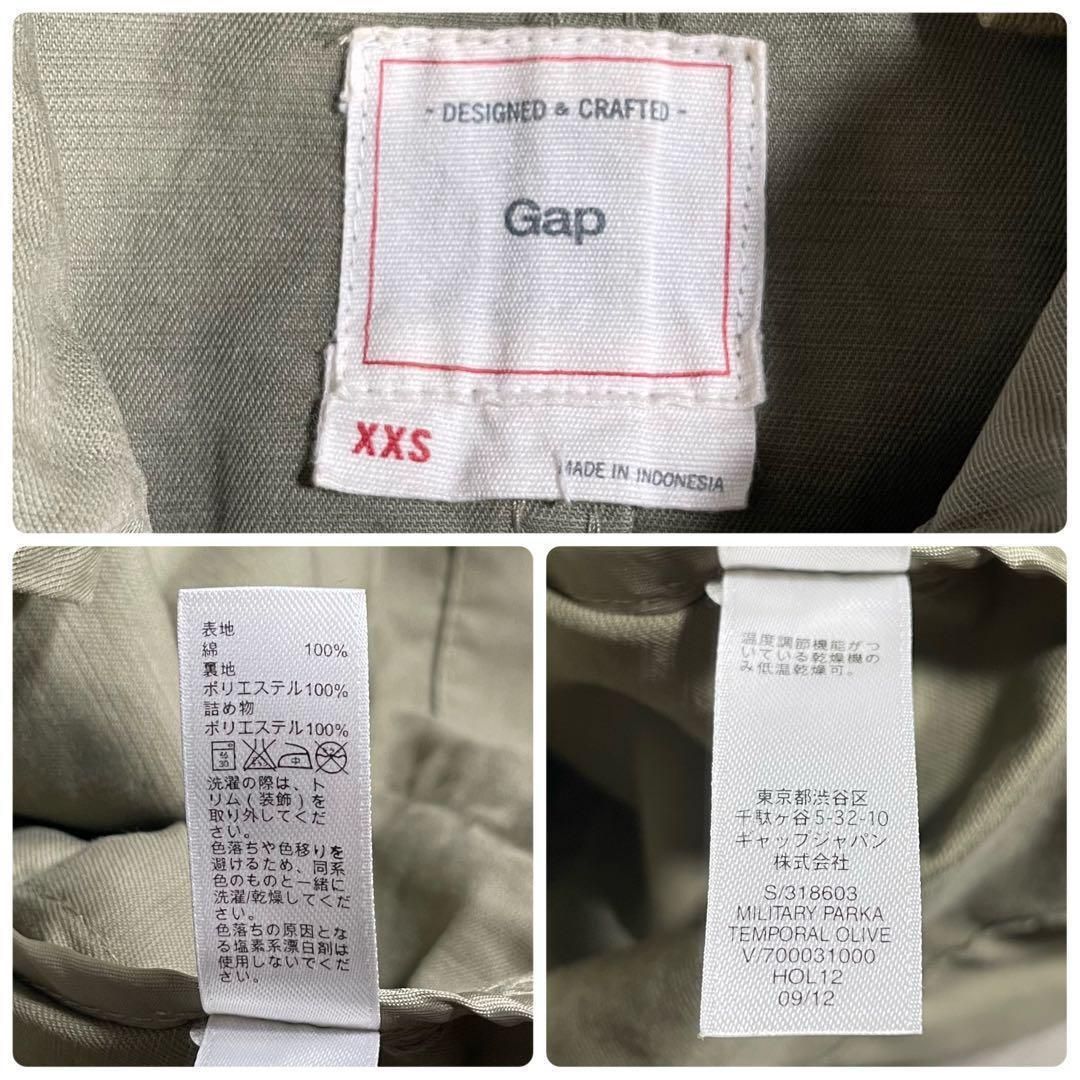 - DESIGNED & CRAFTED -
Gap
XXS
MADE IN INDONESIA
表地
綿 100%
裏地
ポリエステル100%
詰め物
ポリエステル100%
中
洗濯の際は、ト
リム(装飾)を
取り外してくだ
さい。
色落ちや色移りを
避けるため、同系
色のものと一緒に
洗濯/乾燥してくだ
さい。
色落ちの原因とな
る塩素系漂白剤は
使用しないでくだ
さい。
温度調節機能がつ
いている乾燥機の
み低温乾燥可。
東京都渋谷区
千駄ヶ谷5-32-10
ギャップジャパン
株式会社
S/318603
MILITARY PARKA
TEMPORAL OLIVE
V/700031000
HOL12
09/12